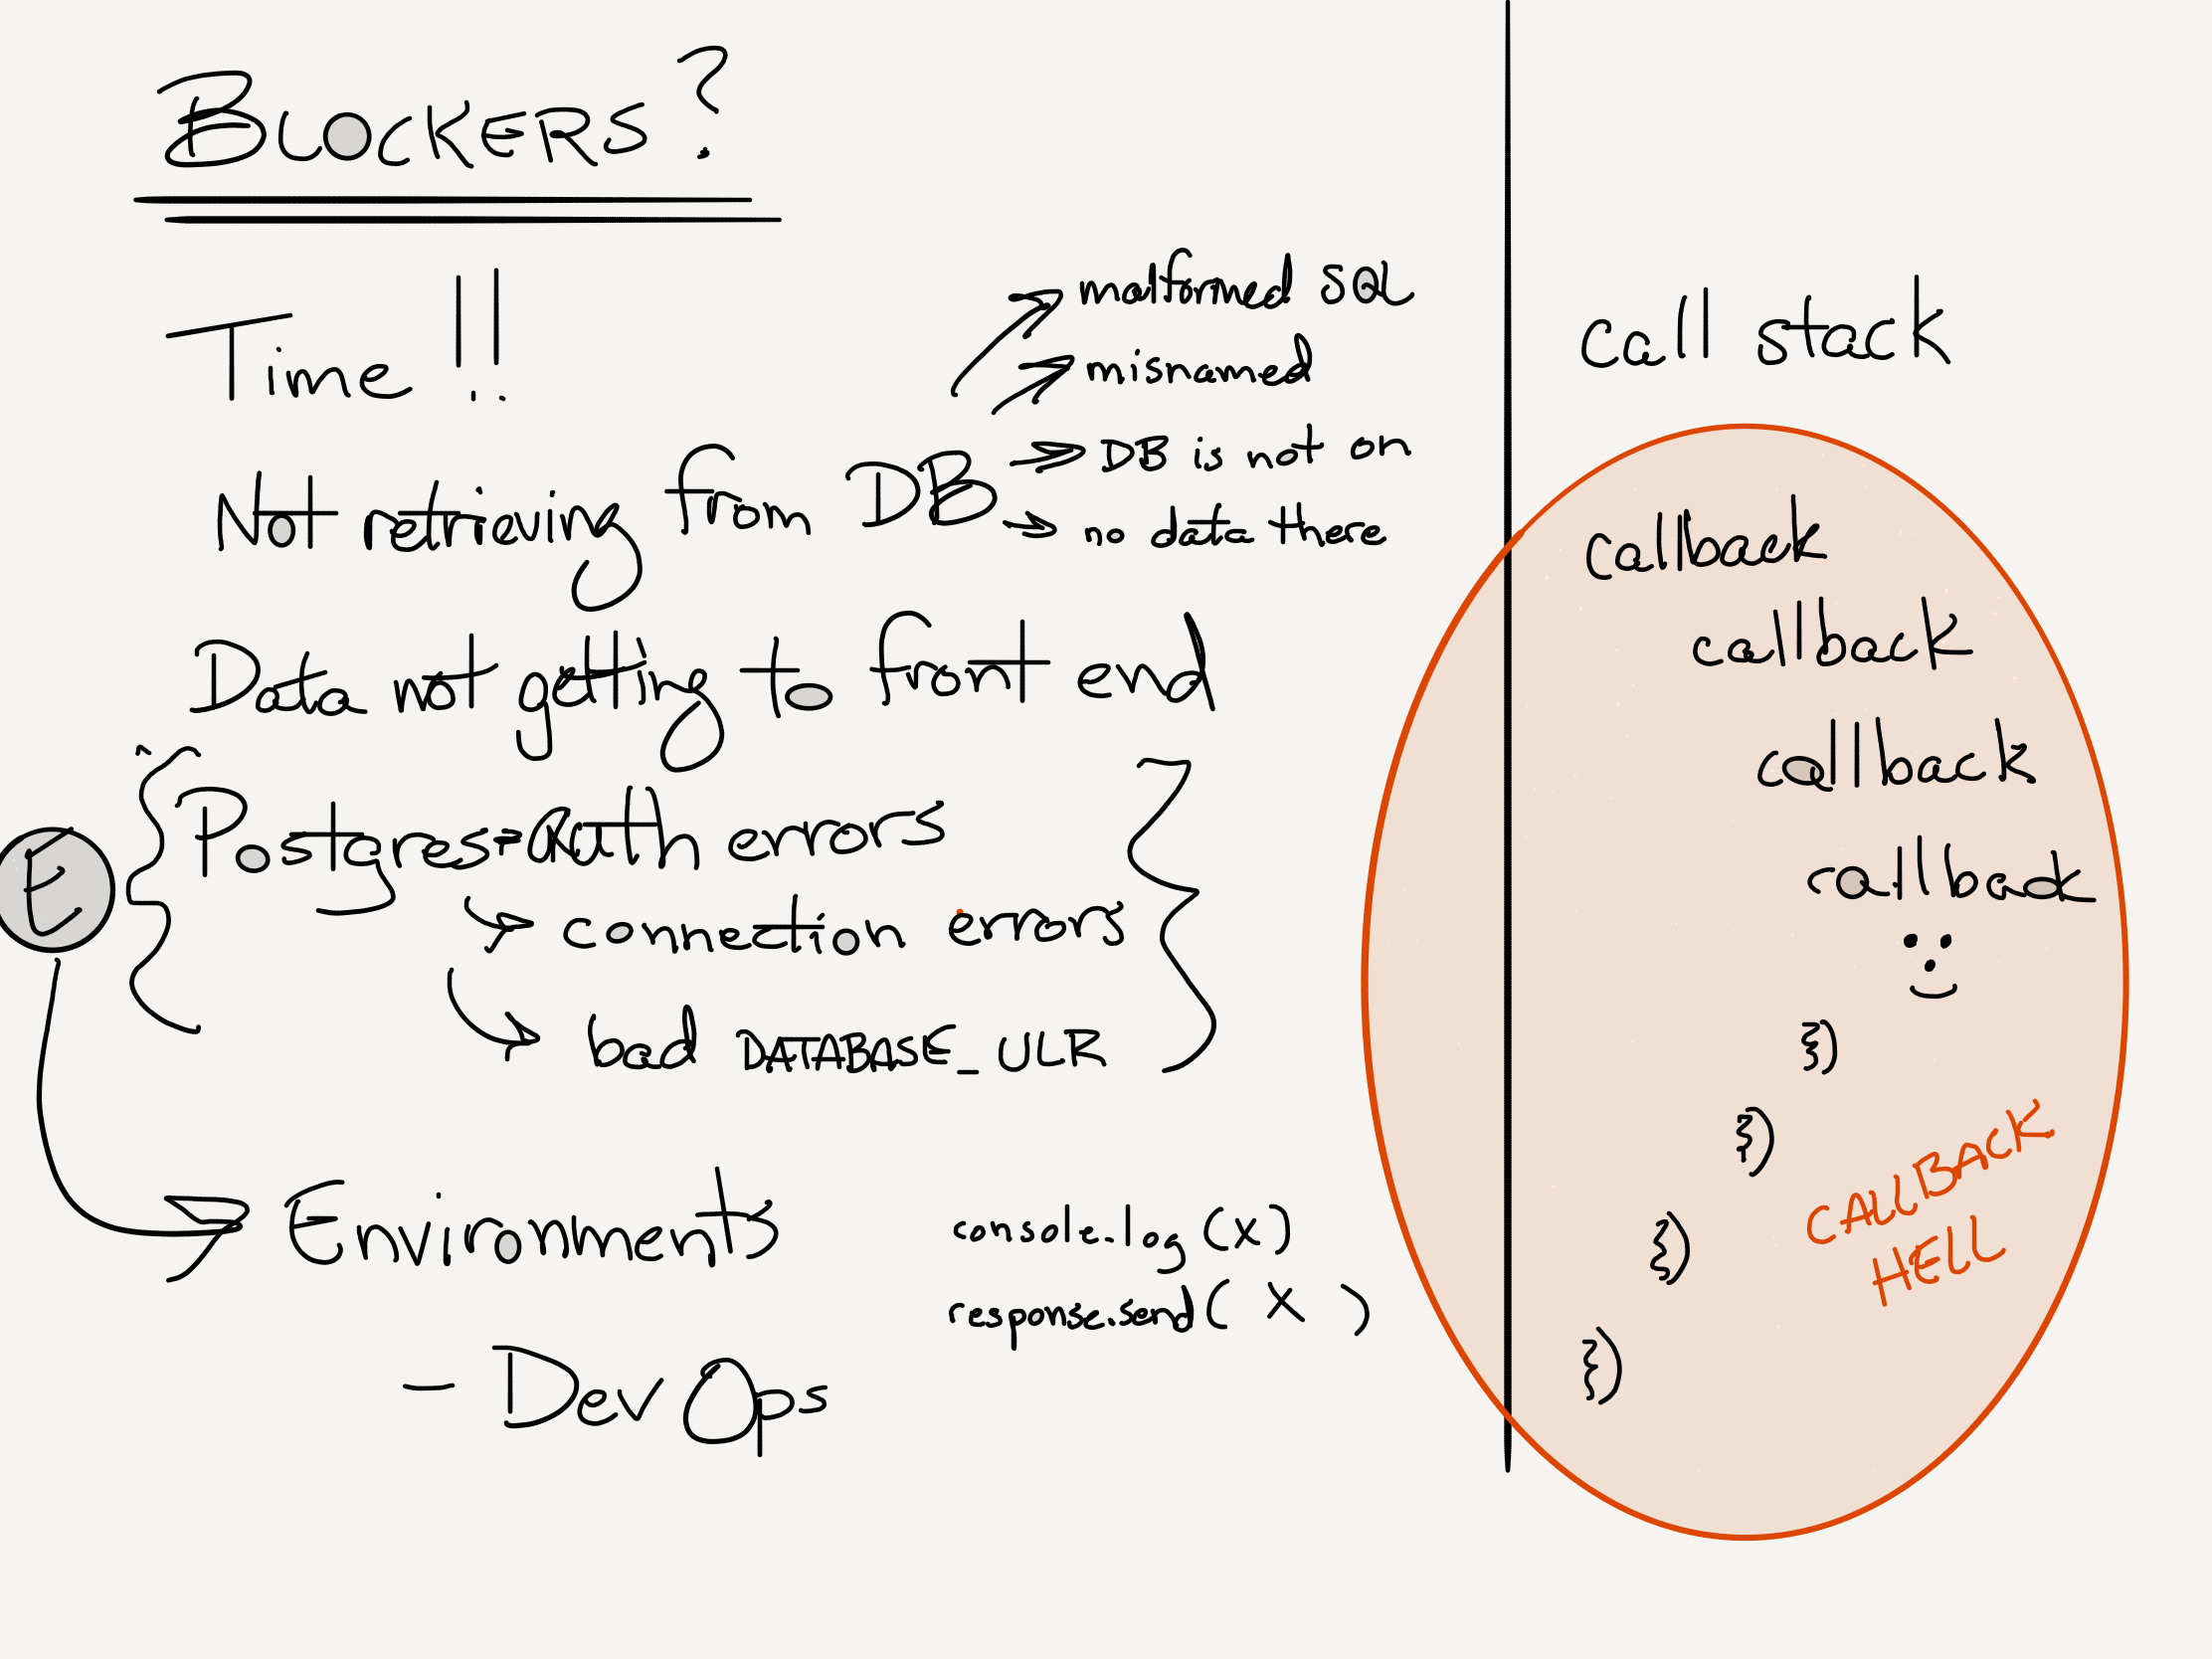 BLOCKERS?
Time !!
malformed SQL
mismamed
DB is not on
no data there
Not retrieving from DB
Data not getting to front end
E
Postgres - Auth errors
connection errors
bad DATABASE_ULR
Environments
- DevOps
console.log (x)
response.send( X )
call stack
callback
callback
callback
callback
})
})
})
})
CALLBACK
HELL